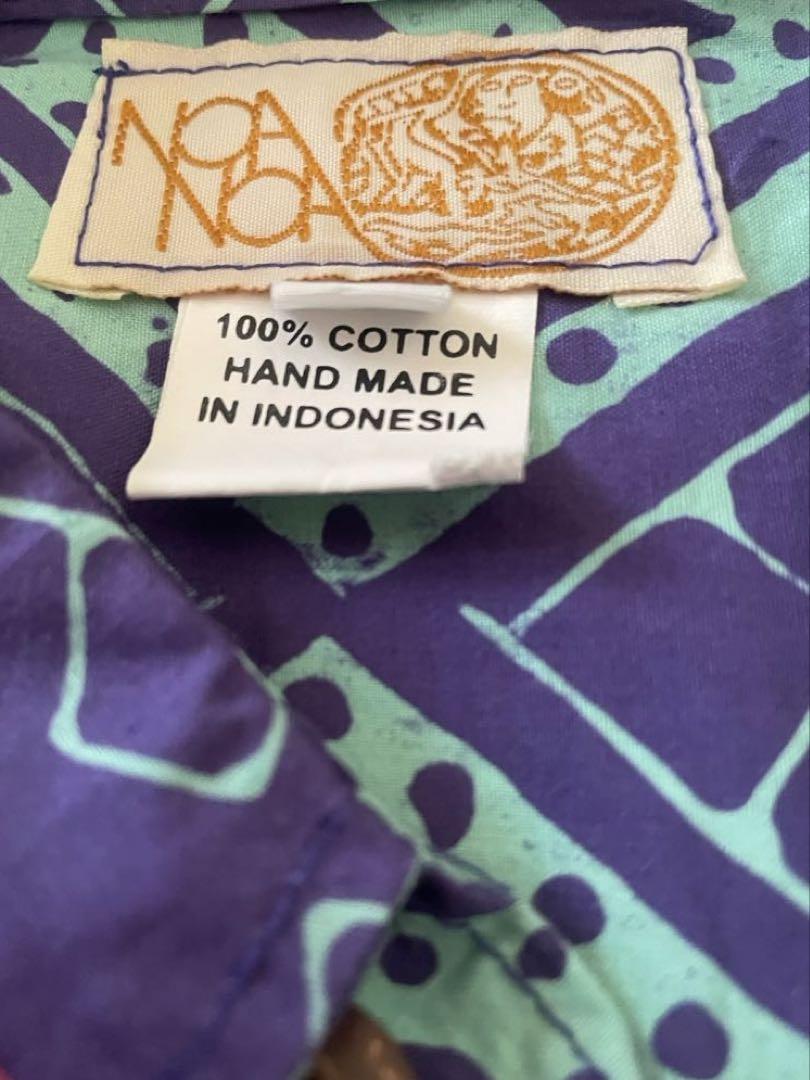 NOA
NOA
100% COTTON
HAND MADE
IN INDONESIA